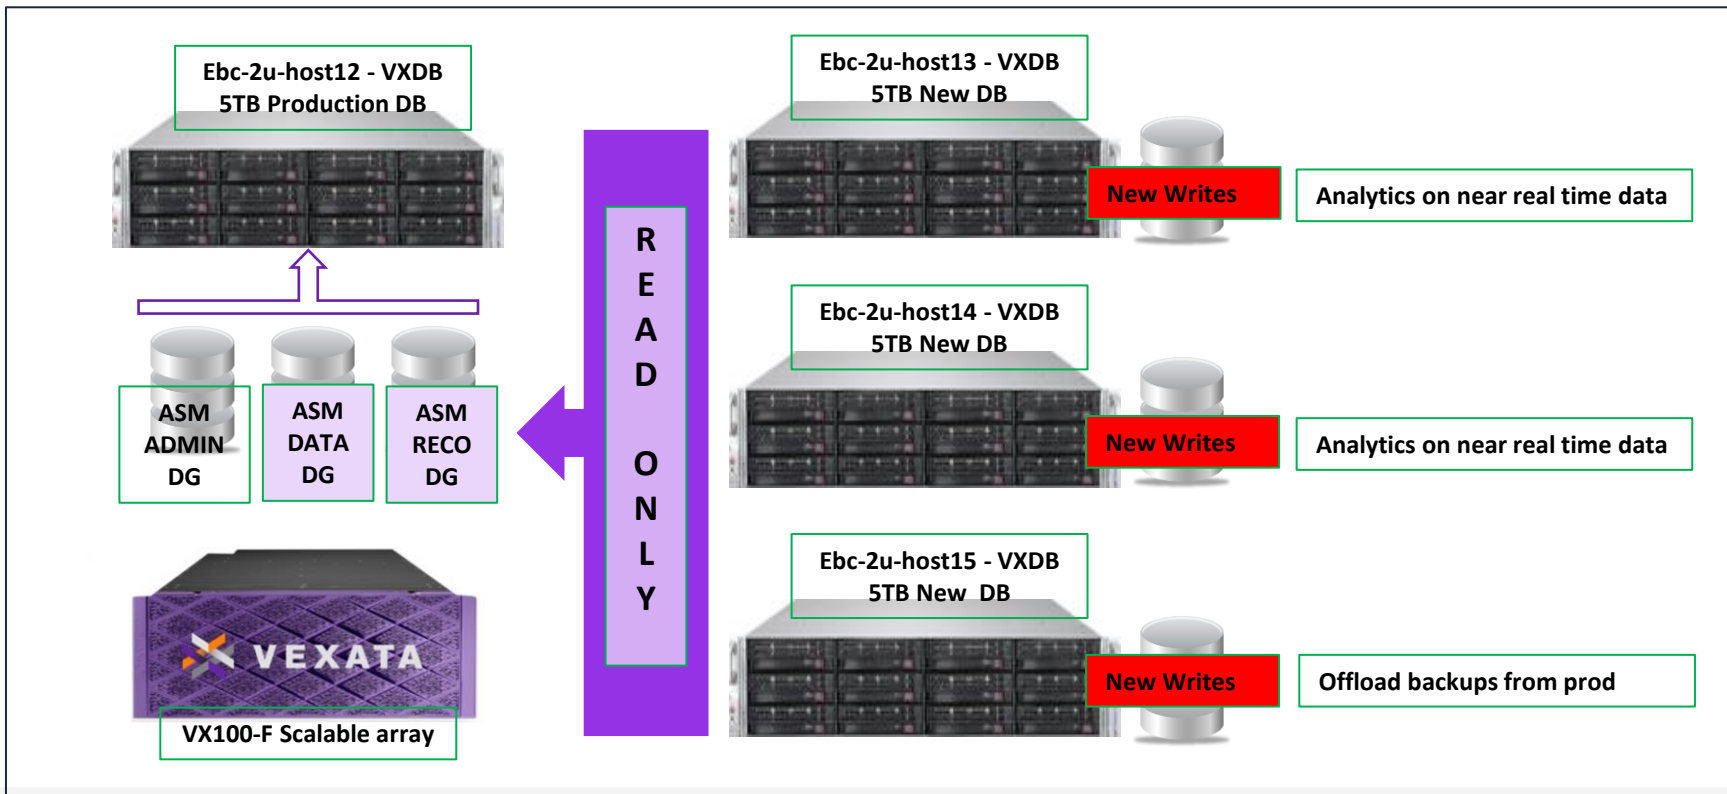 Ebc-2u-host12 - VXDB
5TB Production DB
ASM
ADMIN
DG
ASM
DATA
DG
ASM
RECO
DG
VEXATA
VX100-F Scalable array
READ ONLY
Ebc-2u-host13 - VXDB
5TB New DB
New Writes
Analytics on near real time data
Ebc-2u-host14 - VXDB
5TB New DB
New Writes
Analytics on near real time data
Ebc-2u-host15 - VXDB
5TB New  DB
New Writes
Offload backups from prod